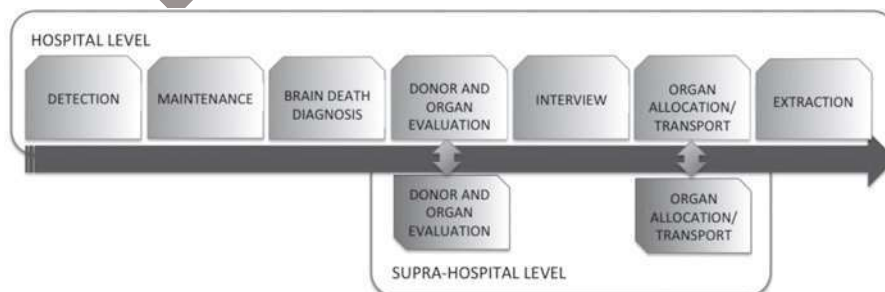 HOSPITAL LEVEL
DETECTION
MAINTENANCE
BRAIN DEATH
DIAGNOSIS
DONOR AND
ORGAN
EVALUATION
INTERVIEW
ORGAN
ALLOCATION/
TRANSPORT
EXTRACTION
DONOR AND
ORGAN
EVALUATION
ORGAN
ALLOCATION/
TRANSPORT
SUPRA-HOSPITAL LEVEL